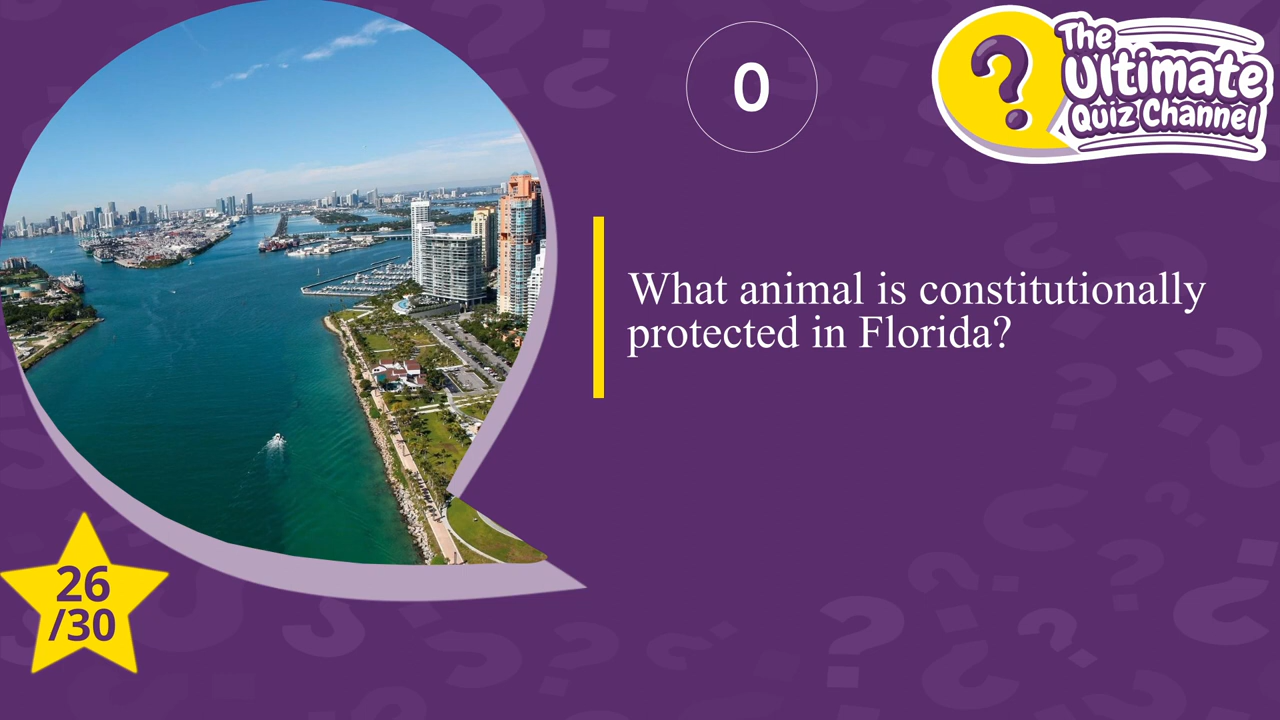 0
?
The
Ultimate
Quiz Channel
What animal is constitutionally
protected in Florida?
26
/30